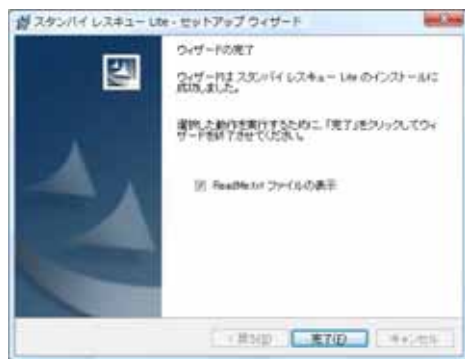 スタンバイ レスキュー Lite - セットアップ ウィザード
ウィザードの完了
ウィザードは スタンバイ レスキュー Lite のインストールに
成功しました。
選択した動作を実行するために、「完了」をクリックしてウィ
ザードを終了させてください。
ReadMe.txt ファイルの表示
< 戻る(B)
完了(F)
キャンセル